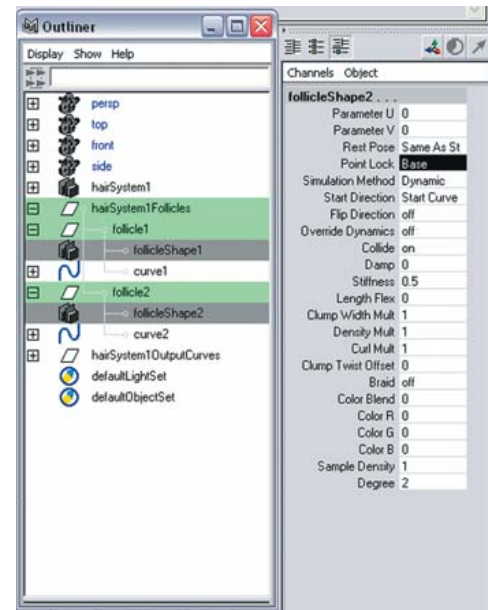 Outliner
Display Show Help
persp
top
front
side
hairSystem1
hairSystem1Follicles
follicle1
follicleShape1
curve1
follicle2
follicleShape2
curve2
hairSystem1OutputCurves
defaultLightSet
defaultObjectSet
Channels Object
follicleShape2 . . .
Parameter U 0
Parameter V 0
Rest Pose Same As St
Point Lock Base
Simulation Method Dynamic
Start Direction Start Curve
Flip Direction off
Override Dynamics off
Collide on
Damp 0
Stiffness 0.5
Length Flex 0
Clump Width Mult 1
Density Mult 1
Curl Mult 1
Clump Twist Offset 0
Braid off
Color Blend 0
Color R 0
Color G 0
Color B 0
Sample Density 1
Degree 2